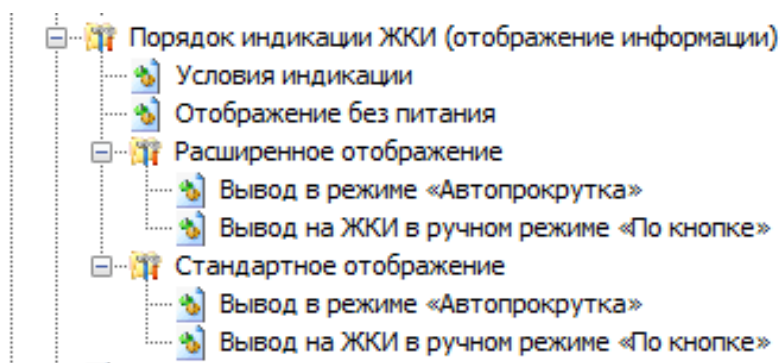 Порядок индикации ЖКИ (отображение информации)
Условия индикации
Отображение без питания
Расширенное отображение
Вывод в режиме «Автопрокрутка»
Вывод на ЖКИ в ручном режиме «По кнопке»
Стандартное отображение
Вывод в режиме «Автопрокрутка»
Вывод на ЖКИ в ручном режиме «По кнопке»